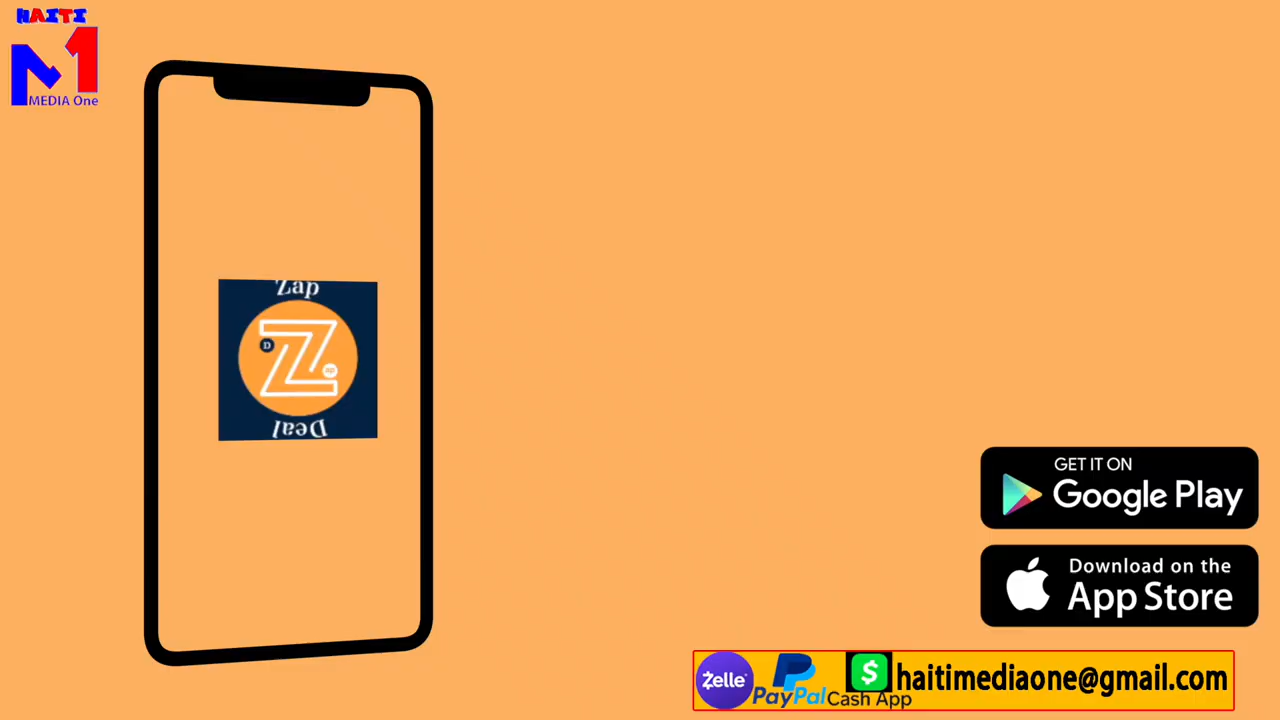 HAITI
M1
MEDIA One
Zap
D
Z
ap
Deal
GET IT ON
Google Play
Download on the
App Store
Zelle
PayPal
$
Cash App
haitimediaone@gmail.com